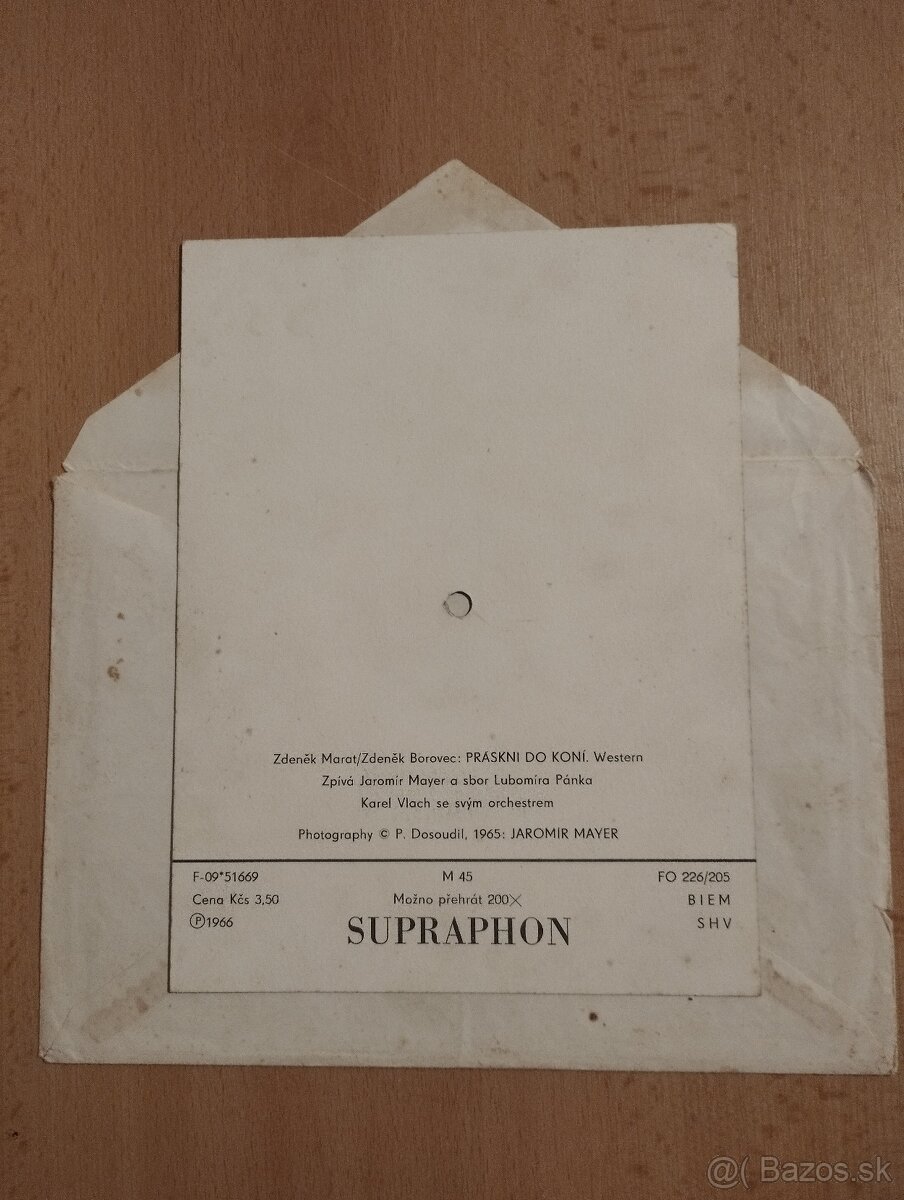 Zdeněk Marat/Zdeněk Borovec: PRÁSKNI DO KONÍ. Western
Zpívá Jaromír Mayer a sbor Lubomíra Pánka
Karel Vlach se svým orchestrem
Photography © P. Dosoudil, 1965: JAROMÍR MAYER
F-09*51669 M 45 FO 226/205
Cena Kčs 3,50 Možno přehrát 200× BIEM
Ⓟ1966 SUPRAPHON SHV
@( Bazos.sk